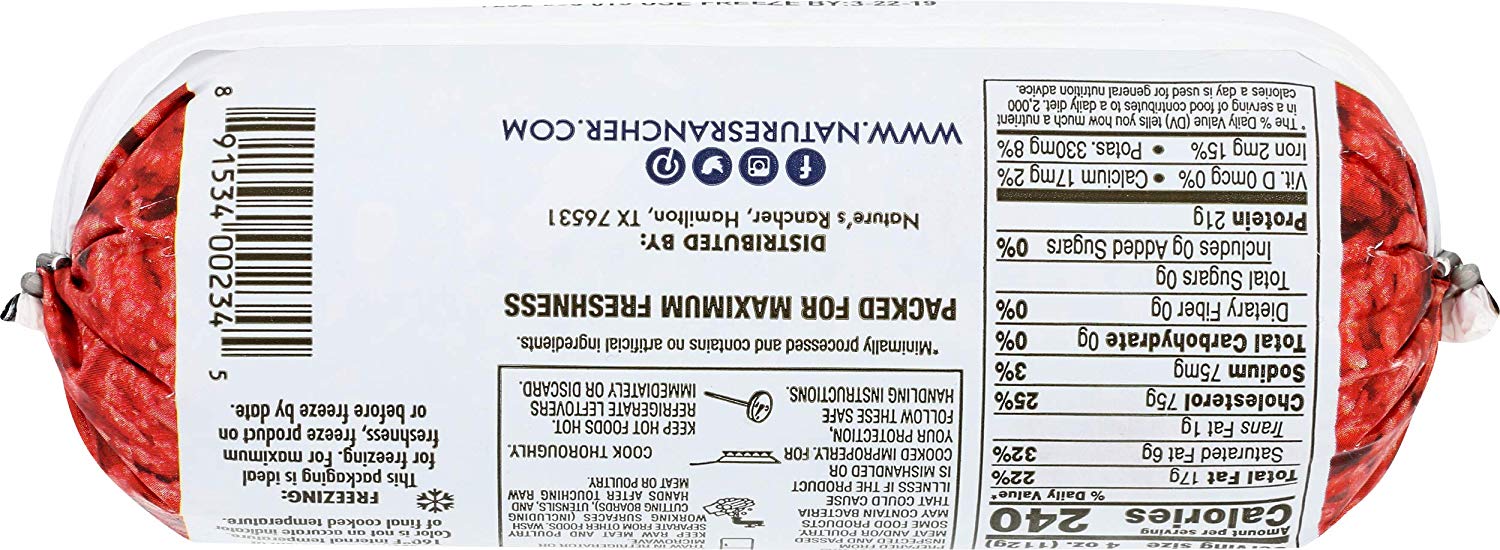 FREEZE BY:3-22-19
Serving size 4 oz. (112g)
Amount per serving
Calories 240
% Daily Value*
Total Fat 17g 22%
Saturated Fat 6g 32%
Trans Fat 1g
Cholesterol 75g 25%
Sodium 75mg 3%
Total Carbohydrate 0g 0%
Dietary Fiber 0g 0%
Total Sugars 0g
Includes 0g Added Sugars 0%
Protein 21g
Vit. D 0mcg 0% • Calcium 17mg 2%
Iron 2mg 15% • Potas. 330mg 8%
* The % Daily Value (DV) tells you how much a nutrient
in a serving of food contributes to a daily diet. 2,000
calories a day is used for general nutrition advice.
PREPARED FROM
INSPECTED AND PASSED
MEAT AND/OR POULTRY.
SOME FOOD PRODUCTS
MAY CONTAIN BACTERIA
THAT COULD CAUSE
ILLNESS IF THE PRODUCT
IS MISHANDLED OR
COOKED IMPROPERLY. FOR
YOUR PROTECTION,
FOLLOW THESE SAFE
HANDLING INSTRUCTIONS.
THAW IN REFRIGERATOR OR
MICROWAVE.
KEEP RAW MEAT AND POULTRY
SEPARATE FROM OTHER FOODS. WASH
WORKING SURFACES (INCLUDING
CUTTING BOARDS), UTENSILS, AND
HANDS AFTER TOUCHING RAW
MEAT OR POULTRY.
COOK THOROUGHLY.
KEEP HOT FOODS HOT.
REFRIGERATE LEFTOVERS
IMMEDIATELY OR DISCARD.
*Minimally processed and contains no artificial ingredients.
PACKED FOR MAXIMUM FRESHNESS
DISTRIBUTED BY:
Nature's Rancher, Hamilton, TX 76531
WWW.NATURESRANCHER.COM
160°F internal temperature.
Color is not an accurate indicator
of final cooked temperature.
FREEZING:
This packaging is ideal
for freezing. For maximum
freshness, freeze product on
or before freeze by date.
8 91534 00234 5